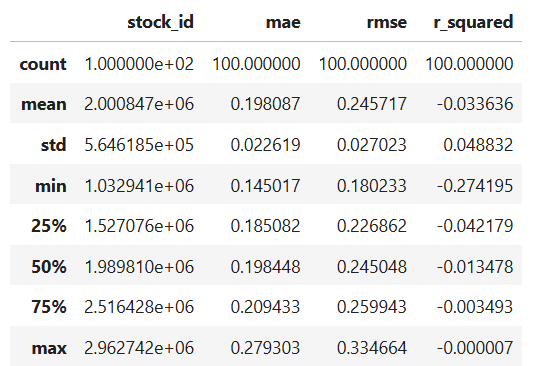 stock_id mae rmse r_squared
count 1.000000e+02 100.000000 100.000000 100.000000
mean 2.000847e+06 0.198087 0.245717 -0.033636
std 5.646185e+05 0.022619 0.027023 0.048832
min 1.032941e+06 0.145017 0.180233 -0.274195
25% 1.527076e+06 0.185082 0.226862 -0.042179
50% 1.989810e+06 0.198448 0.245048 -0.013478
75% 2.516428e+06 0.209433 0.259943 -0.003493
max 2.962742e+06 0.279303 0.334664 -0.000007